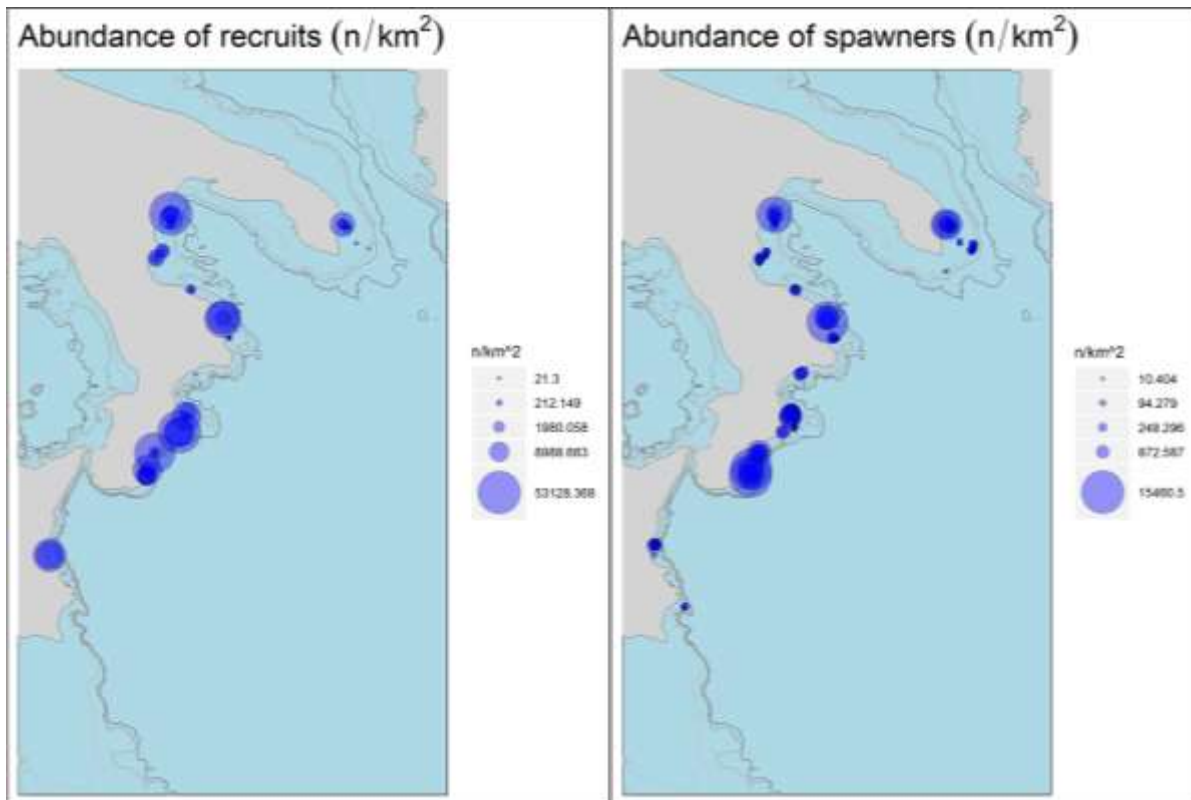 Abundance of recruits (n/km²)
n/km^2
21.3
212.149
1980.058
8988.883
53128.368
Abundance of spawners (n/km²)
n/km^2
10.404
94.279
249.296
872.587
15460.5